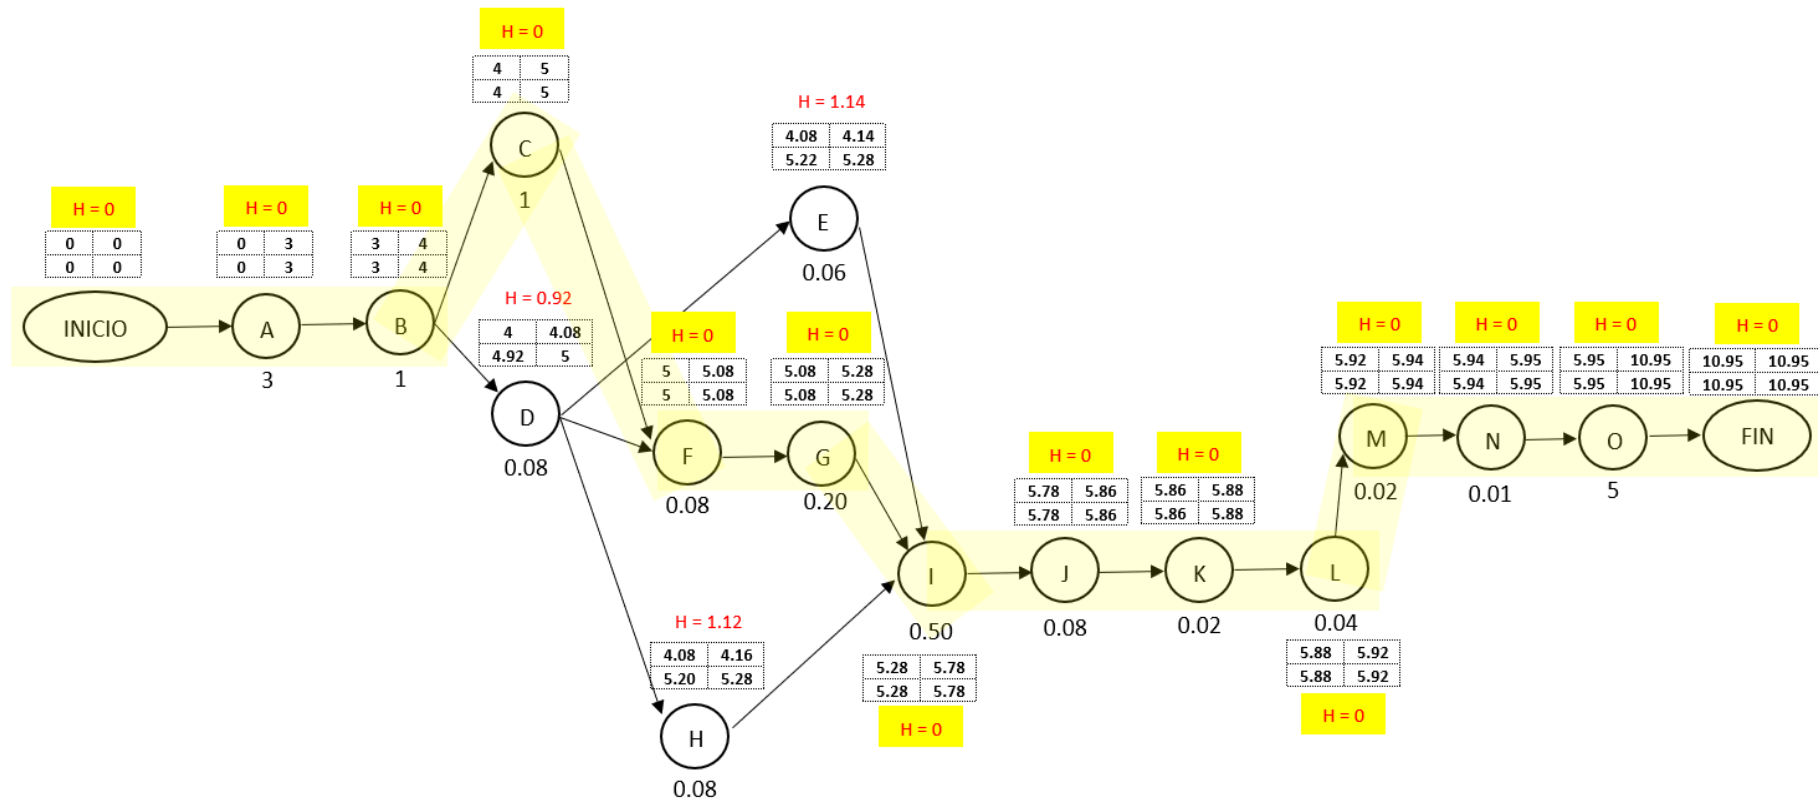 H = 0
4 5
4 5
C
1
H = 1.14
4.08 4.14
5.22 5.28
E
0.06
H = 0
0 0
0 0
INICIO
H = 0
0 3
0 3
A
3
H = 0
3 4
3 4
B
1
H = 0.92
4 4.08
4.92 5
D
0.08
H = 0
5 5.08
5 5.08
F
0.08
H = 0
5.08 5.28
5.08 5.28
G
0.20
H = 1.12
4.08 4.16
5.20 5.28
H
0.08
I
0.50
5.28 5.78
5.28 5.78
H = 0
H = 0
5.78 5.86
5.78 5.86
J
0.08
H = 0
5.86 5.88
5.86 5.88
K
0.02
L
0.04
5.88 5.92
5.88 5.92
H = 0
H = 0
5.92 5.94
5.92 5.94
M
0.02
H = 0
5.94 5.95
5.94 5.95
N
0.01
H = 0
5.95 10.95
5.95 10.95
O
5
H = 0
10.95 10.95
10.95 10.95
FIN